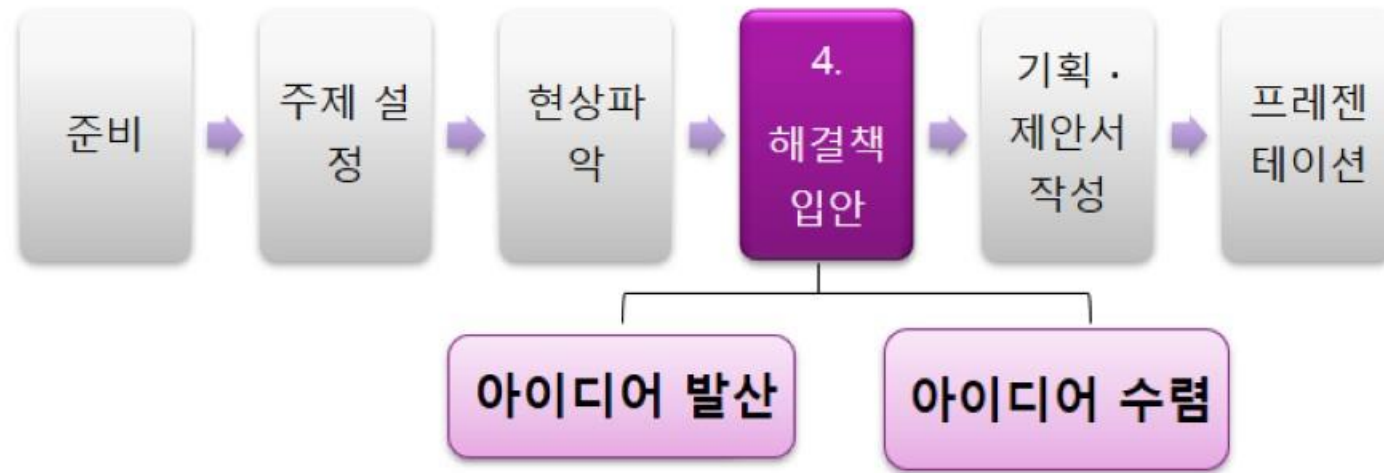 준비
주제 설
정
현상파
악
4.
해결책
입안
기획 ·
제안서
작성
프레젠
테이션
아이디어 발산
아이디어 수렴